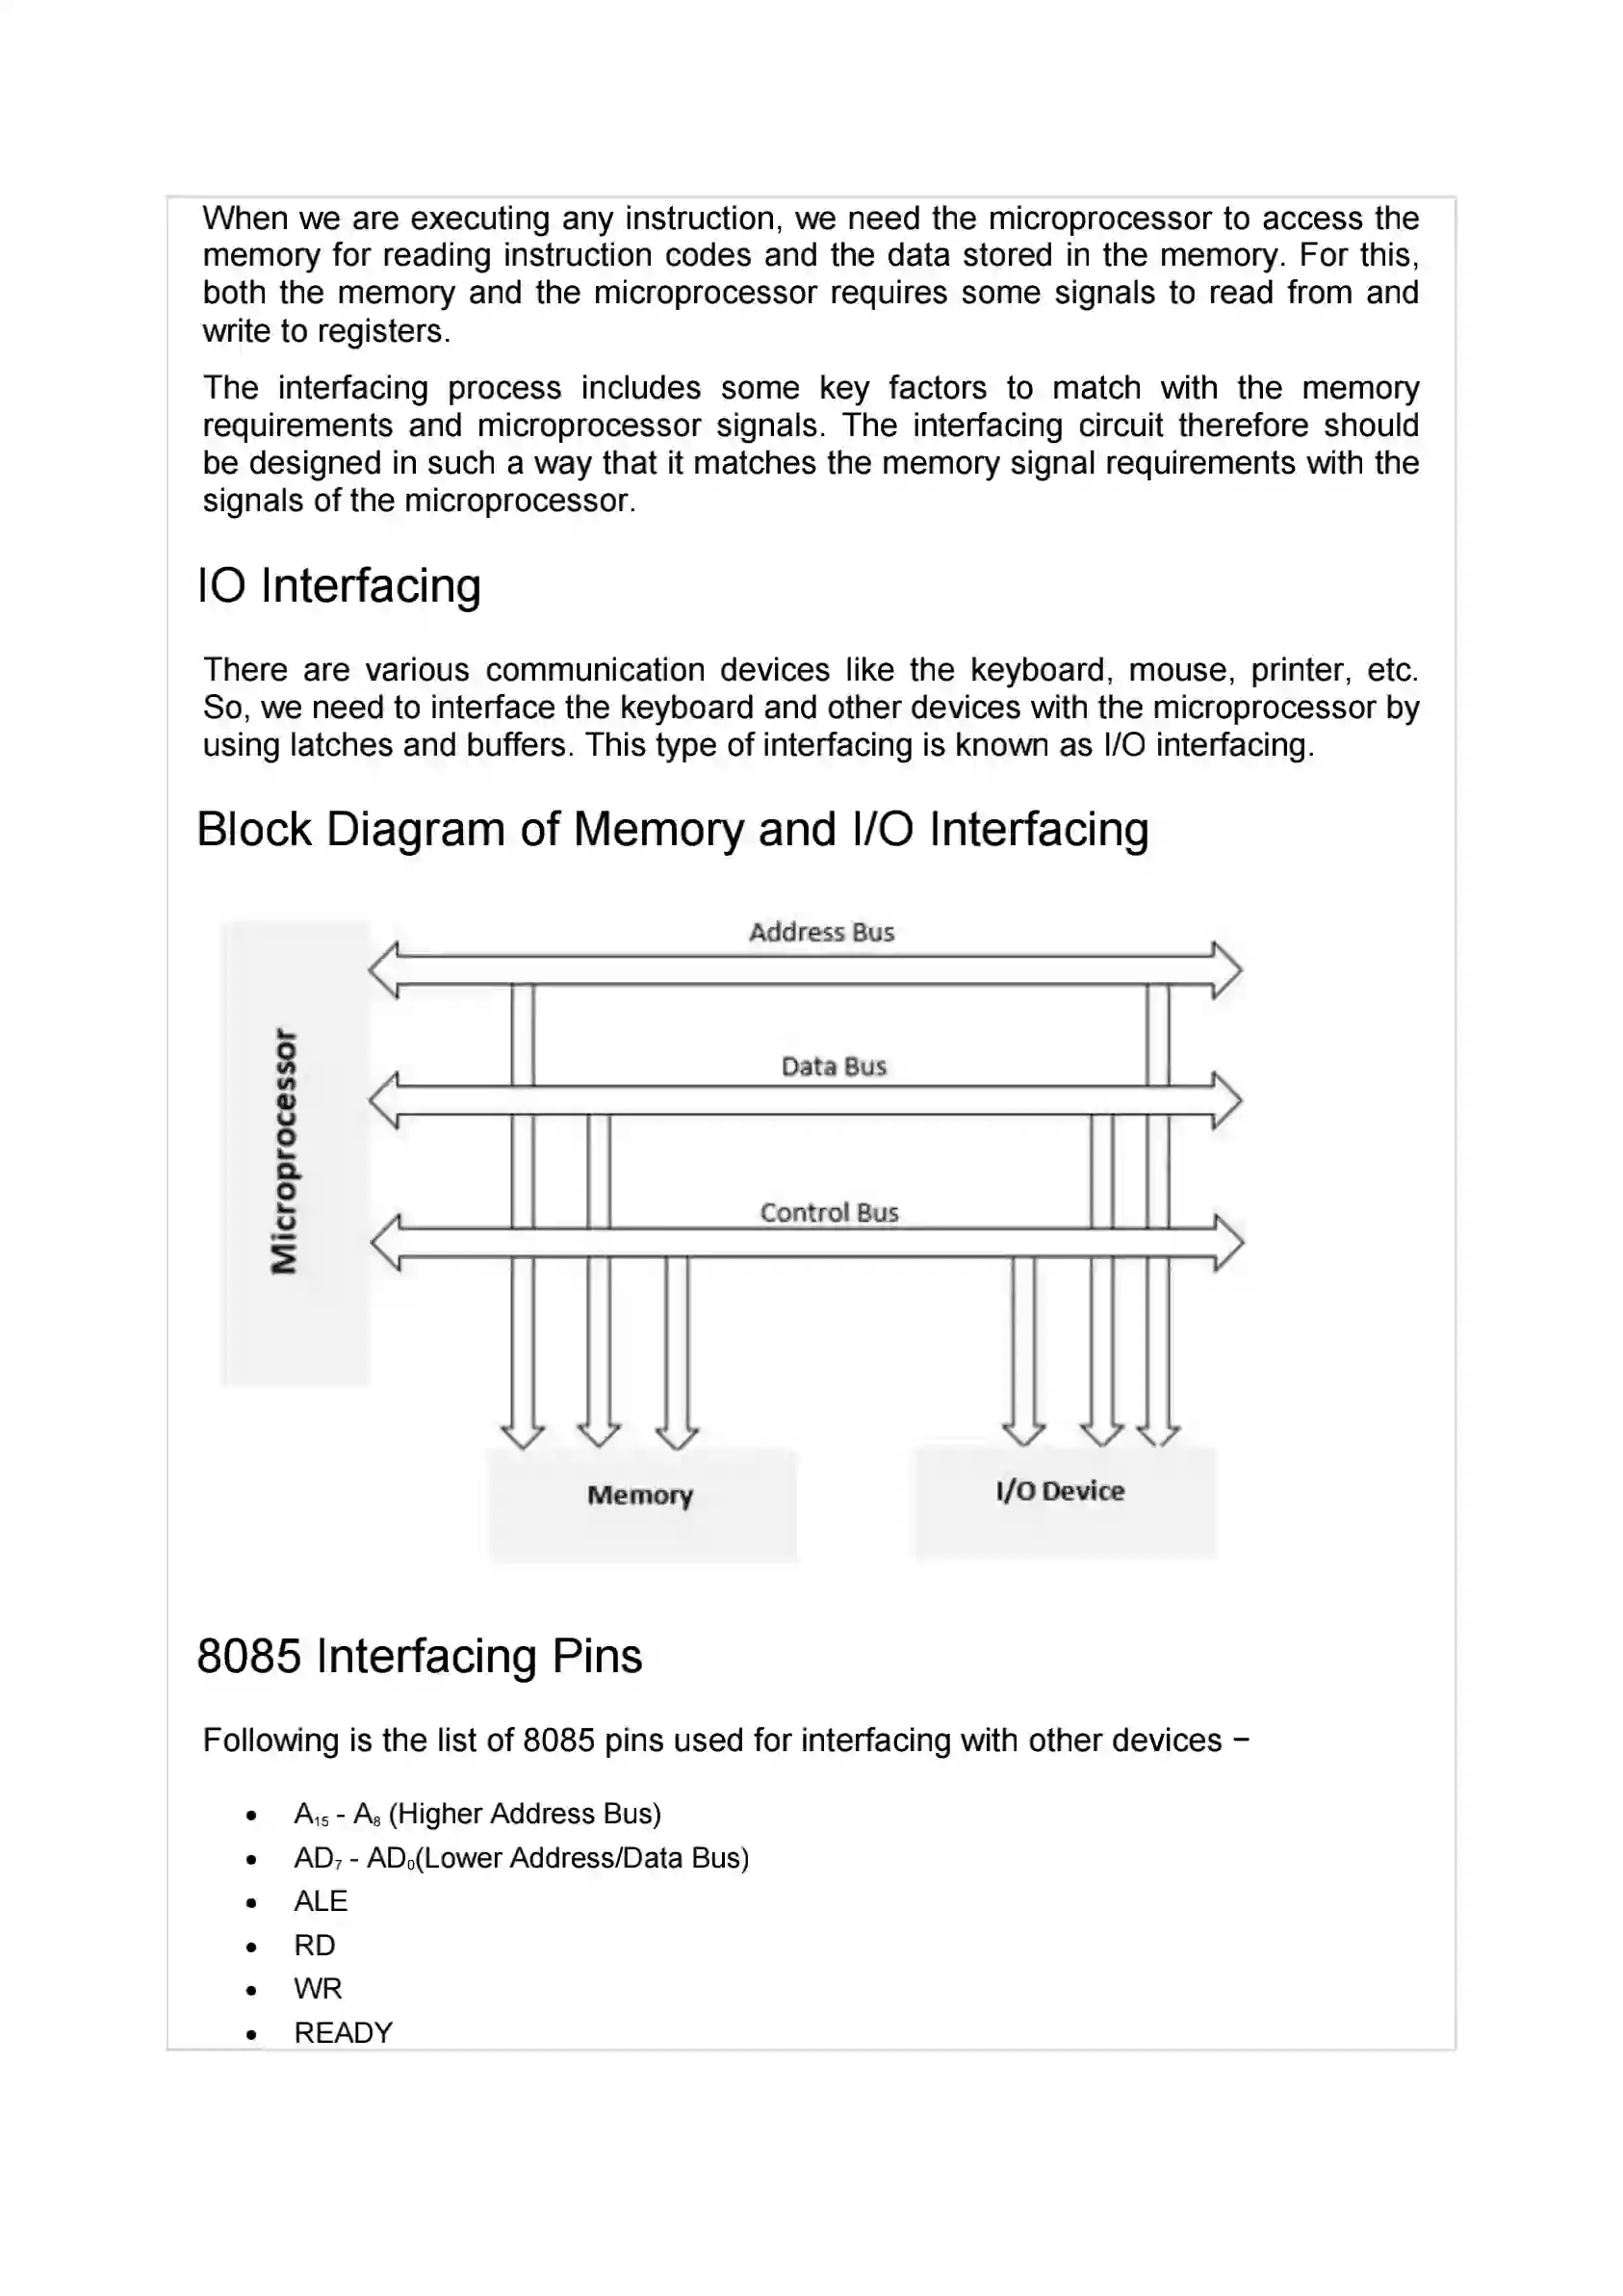 When we are executing any instruction, we need the microprocessor to access the
memory for reading instruction codes and the data stored in the memory. For this,
both the memory and the microprocessor requires some signals to read from and
write to registers.
The interfacing process includes some key factors to match with the memory
requirements and microprocessor signals. The interfacing circuit therefore should
be designed in such a way that it matches the memory signal requirements with the
signals of the microprocessor.
IO Interfacing
There are various communication devices like the keyboard, mouse, printer, etc.
So, we need to interface the keyboard and other devices with the microprocessor by
using latches and buffers. This type of interfacing is known as I/O interfacing.
Block Diagram of Memory and I/O Interfacing
Address Bus
Microprocessor
Data Bus
Control Bus
Memory
I/O Device
8085 Interfacing Pins
Following is the list of 8085 pins used for interfacing with other devices −
• A₁₅ - A₈ (Higher Address Bus)
• AD₇ - AD₀(Lower Address/Data Bus)
• ALE
• RD
• WR
• READY